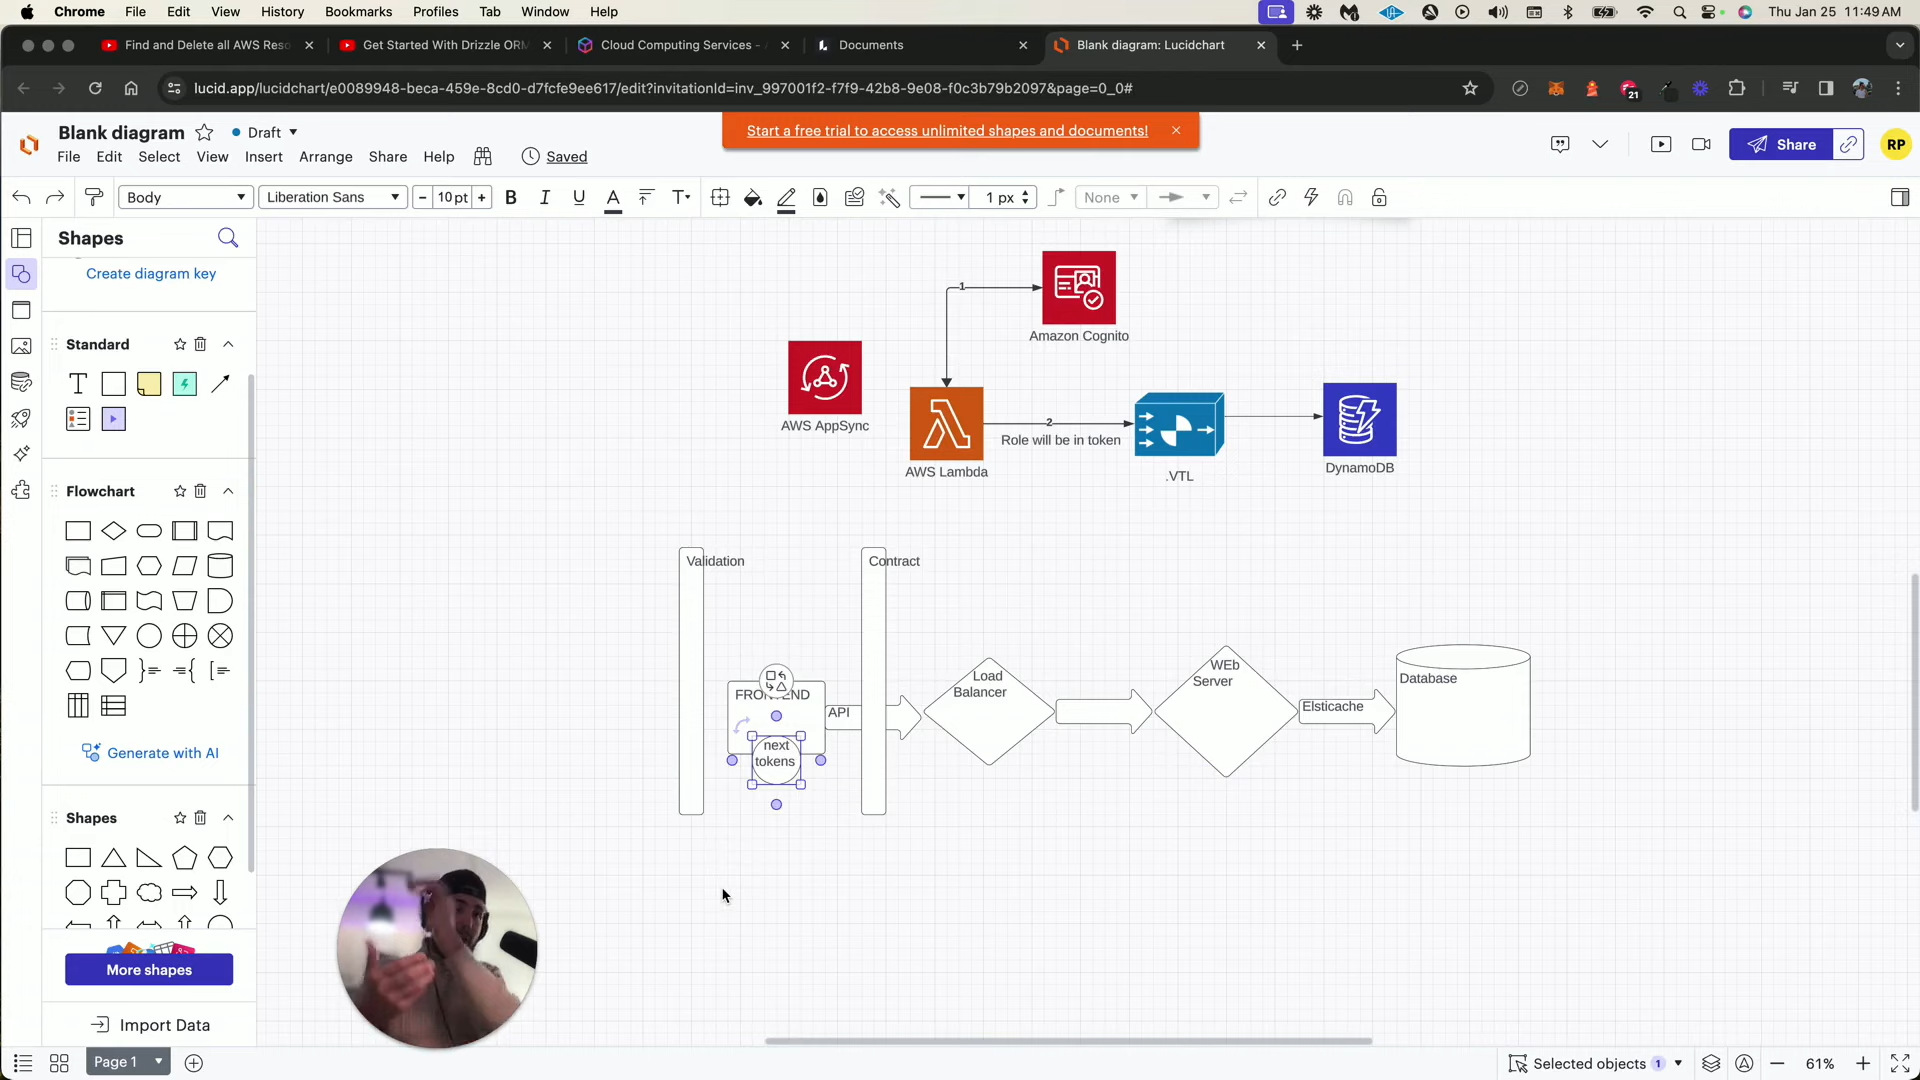 Chrome File Edit View History Bookmarks Profiles Tab Window Help Thu Jan 25 11:49 AM
Find and Delete all AWS Reso
Get Started With Drizzle ORM
Cloud Computing Services -
Documents
Blank diagram: Lucidchart
lucid.app/lucidchart/e0089948-beca-459e-8cd0-d7fcfe9ee617/edit?invitationId=inv_997001f2-f7f9-42b8-9e08-f0c3b79b2097&page=0_0#
21
Blank diagram
Draft
Start a free trial to access unlimited shapes and documents!
File Edit Select View Insert Arrange Share Help
Saved
Share
RP
Body
Liberation Sans
10 pt
B I U A T
1 px
None
Shapes
Create diagram key
Standard
T
Flowchart
Generate with AI
Shapes
More shapes
Import Data
1
Amazon Cognito
AWS AppSync
2
Role will be in token
AWS Lambda
.VTL
DynamoDB
Validation
Contract
FRONTEND
API
next
tokens
Load
Balancer
WEb
Server
Elsticache
Database
Page 1
Selected objects 1
61%